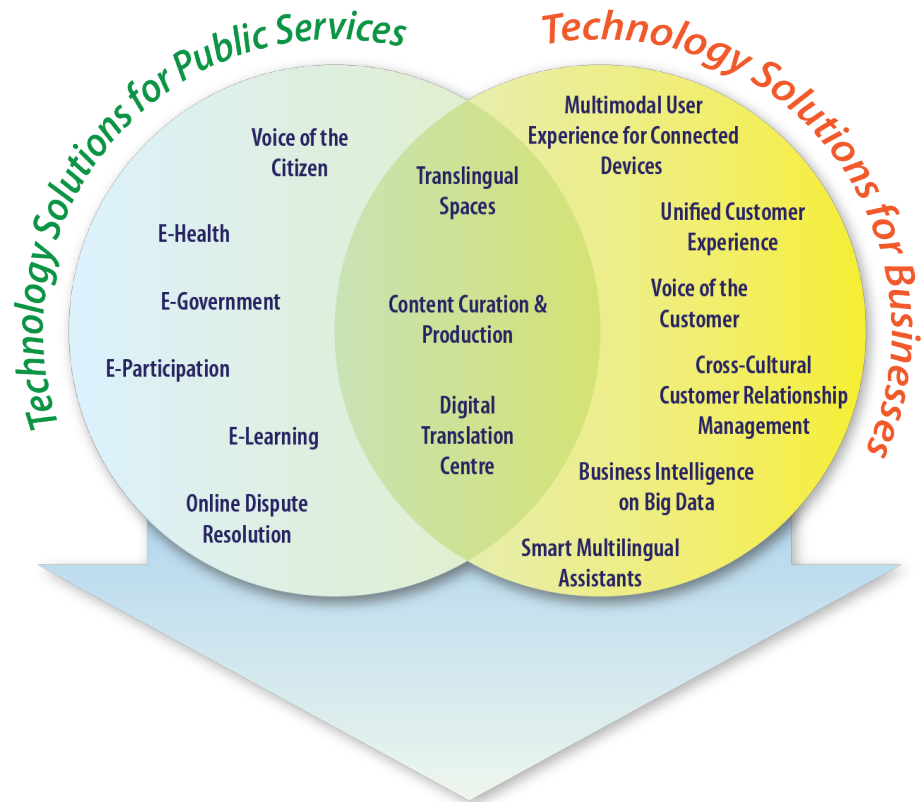 Technology Solutions for Public Services
Technology Solutions for Businesses
Voice of the
Citizen
E-Health
E-Government
E-Participation
E-Learning
Online Dispute
Resolution
Translingual
Spaces
Content Curation &
Production
Digital
Translation
Centre
Multimodal User
Experience for Connected
Devices
Unified Customer
Experience
Voice of the
Customer
Cross-Cultural
Customer Relationship
Management
Business Intelligence
on Big Data
Smart Multilingual
Assistants